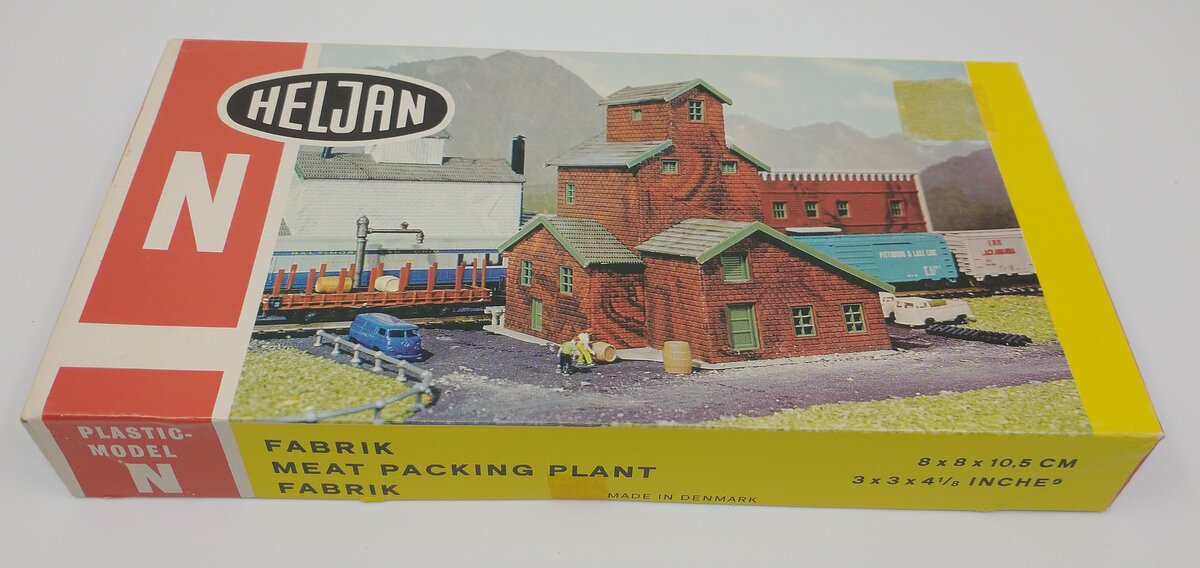 HELJAN
N
PITTSBURG & LAKE ERIE
PLASTIC-
MODEL
N
FABRIK
MEAT PACKING PLANT
FABRIK
MADE IN DENMARK
8 x 8 x 10,5 CM
3 x 3 x 4 1/8 INCHES